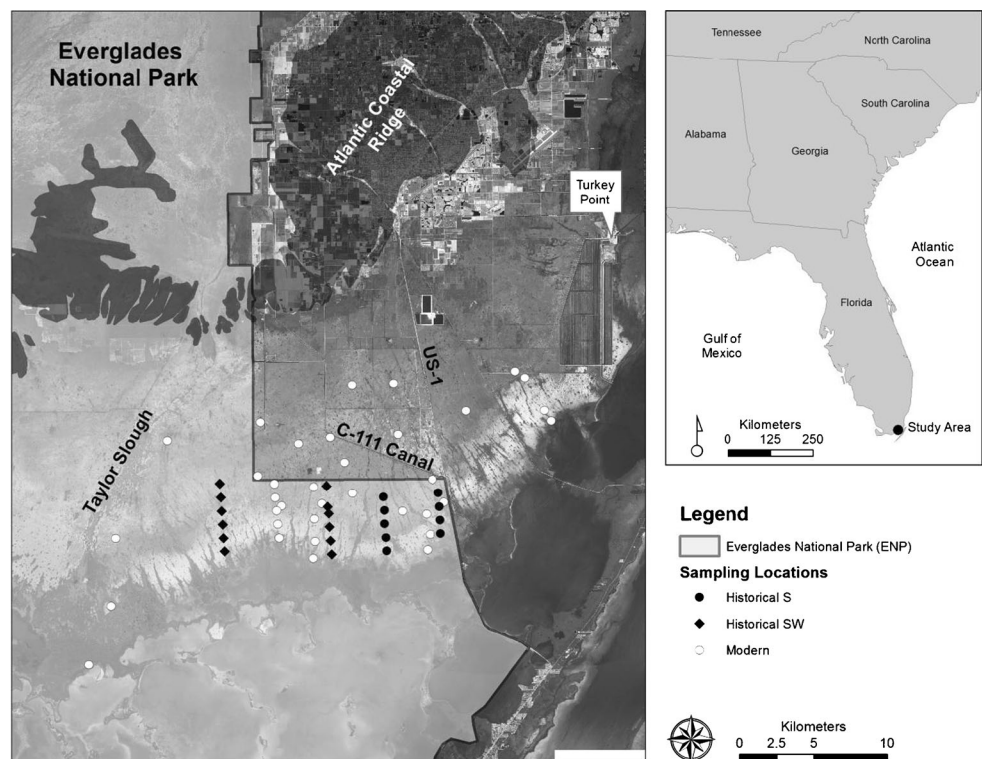 Everglades
National Park
Atlantic Coastal
Ridge
Turkey
Point
US-1
C-111 Canal
Taylor Slough
Tennessee
North Carolina
South Carolina
Alabama
Georgia
Atlantic
Ocean
Florida
Gulf of
Mexico
Study Area
Kilometers
0 125 250
Legend
Everglades National Park (ENP)
Sampling Locations
Historical S
Historical SW
Modern
Kilometers
0 2.5 5 10